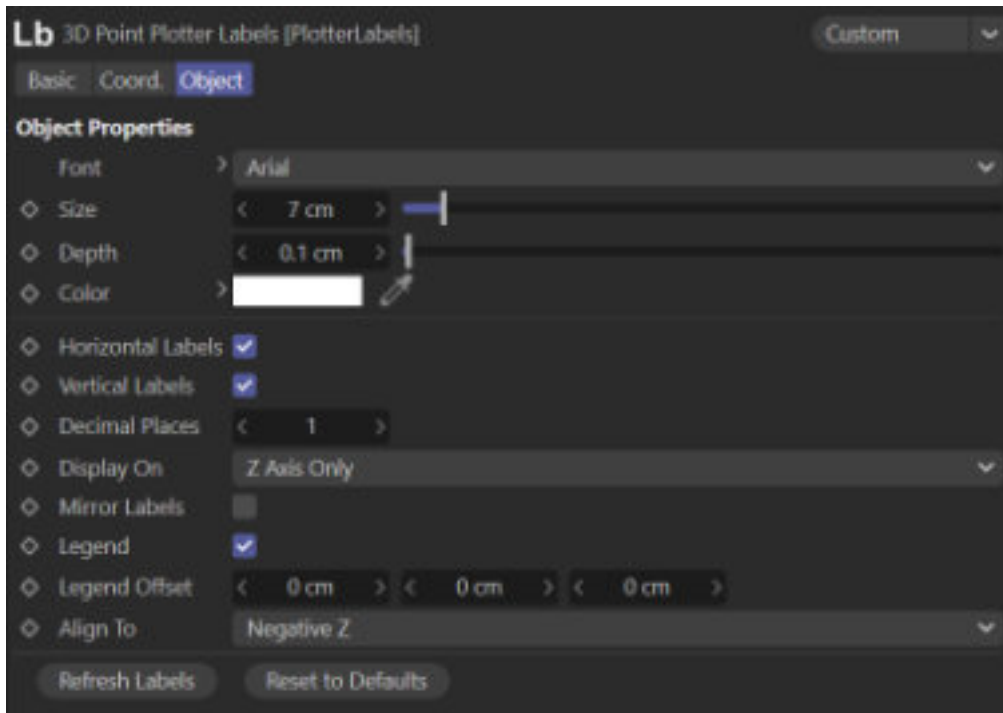 Lb 3D Point Plotter Labels [PlotterLabels] Custom
Basic Coord. Object
Object Properties
Font Arial
Size 7 cm
Depth 0.1 cm
Color
Horizontal Labels
Vertical Labels
Decimal Places 1
Display On Z Axis Only
Mirror Labels
Legend
Legend Offset 0 cm 0 cm 0 cm
Align To Negative Z
Refresh Labels Reset to Defaults